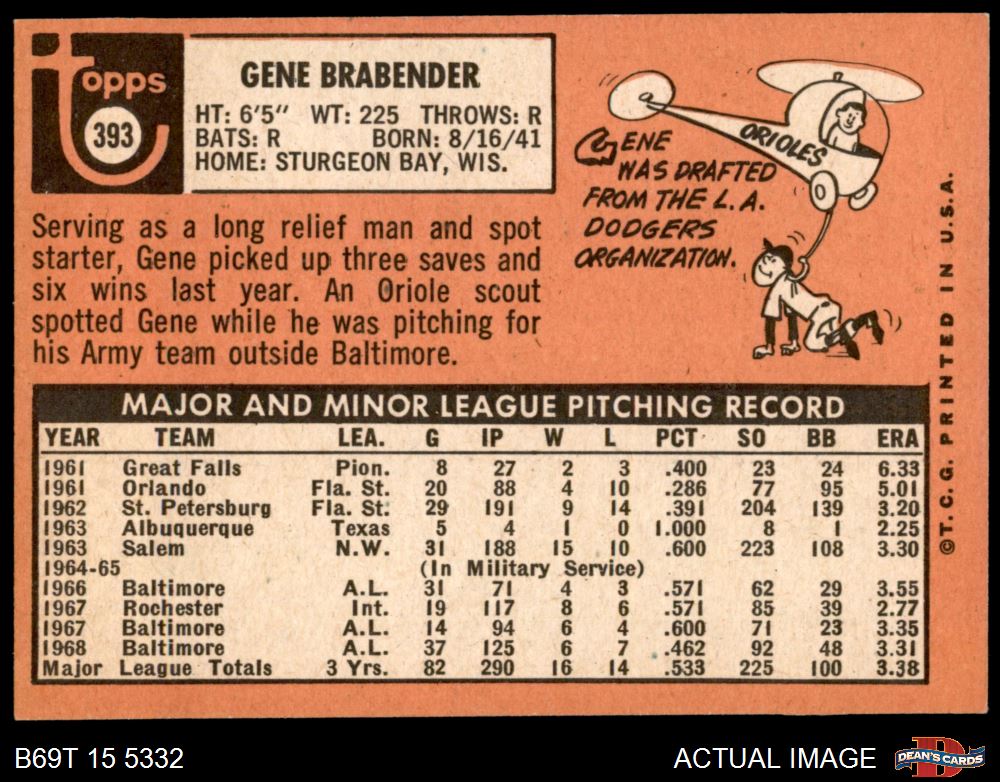 Topps
393
GENE BRABENDER
HT: 6'5" WT: 225 THROWS: R
BATS: R BORN: 8/16/41
HOME: STURGEON BAY, WIS.
Serving as a long relief man and spot
starter, Gene picked up three saves and
six wins last year. An Oriole scout
spotted Gene while he was pitching for
his Army team outside Baltimore.
ORIOLES
GENE
WAS DRAFTED
FROM THE L.A.
DODGERS
ORGANIZATION.
MAJOR AND MINOR LEAGUE PITCHING RECORD
YEAR TEAM LEA. G IP W L PCT SO BB ERA
1961 Great Falls Pion. 8 27 2 3 .400 23 24 6.33
1961 Orlando Fla. St. 20 88 4 10 .286 77 95 5.01
1962 St. Petersburg Fla. St. 29 191 9 14 .391 204 139 3.20
1963 Albuquerque Texas 5 4 1 0 1.000 8 1 2.25
1963 Salem N.W. 31 188 15 10 .600 223 108 3.30
1964-65 (In Military Service)
1966 Baltimore A.L. 31 71 4 3 .571 62 29 3.55
1967 Rochester Int. 19 117 8 6 .571 85 39 2.77
1967 Baltimore A.L. 14 94 6 4 .600 71 23 3.35
1968 Baltimore A.L. 37 125 6 7 .462 92 48 3.31
Major League Totals 3 Yrs. 82 290 16 14 .533 225 100 3.38
©T.C.G. PRINTED IN U.S.A.
B69T 15 5332
ACTUAL IMAGE
D
DEAN'S CARDS